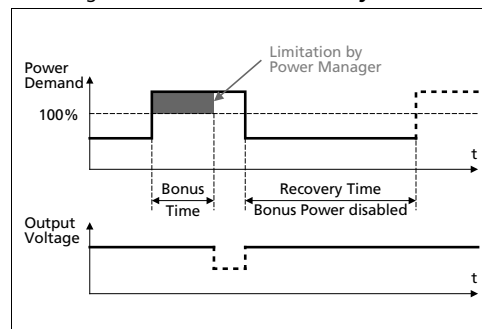 Limitation by
Power Manager
Power
Demand
100%
t
Bonus
Time
Recovery Time
Bonus Power disabled
Output
Voltage
t